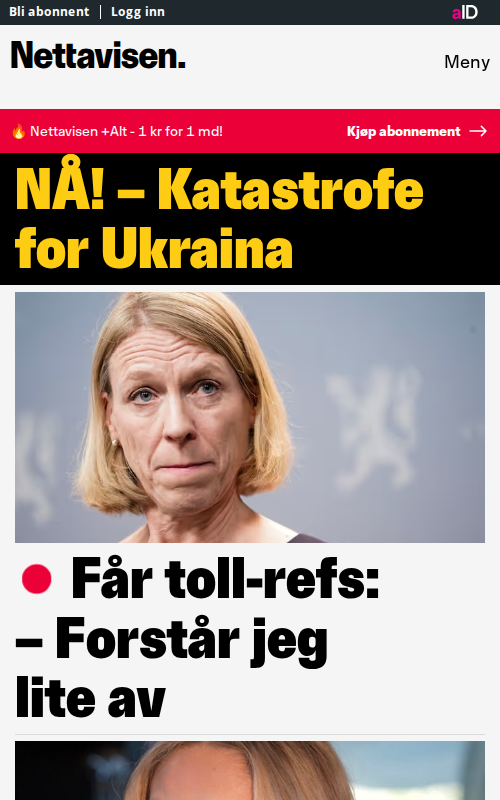 Bli abonnent
Logg inn
aID
Nettavisen.
Meny
🔥 Nettavisen +Alt - 1 kr for 1 md!
Kjøp abonnement →
NÅ! – Katastrofe
for Ukraina
Får toll-refs:
– Forstår jeg
lite av